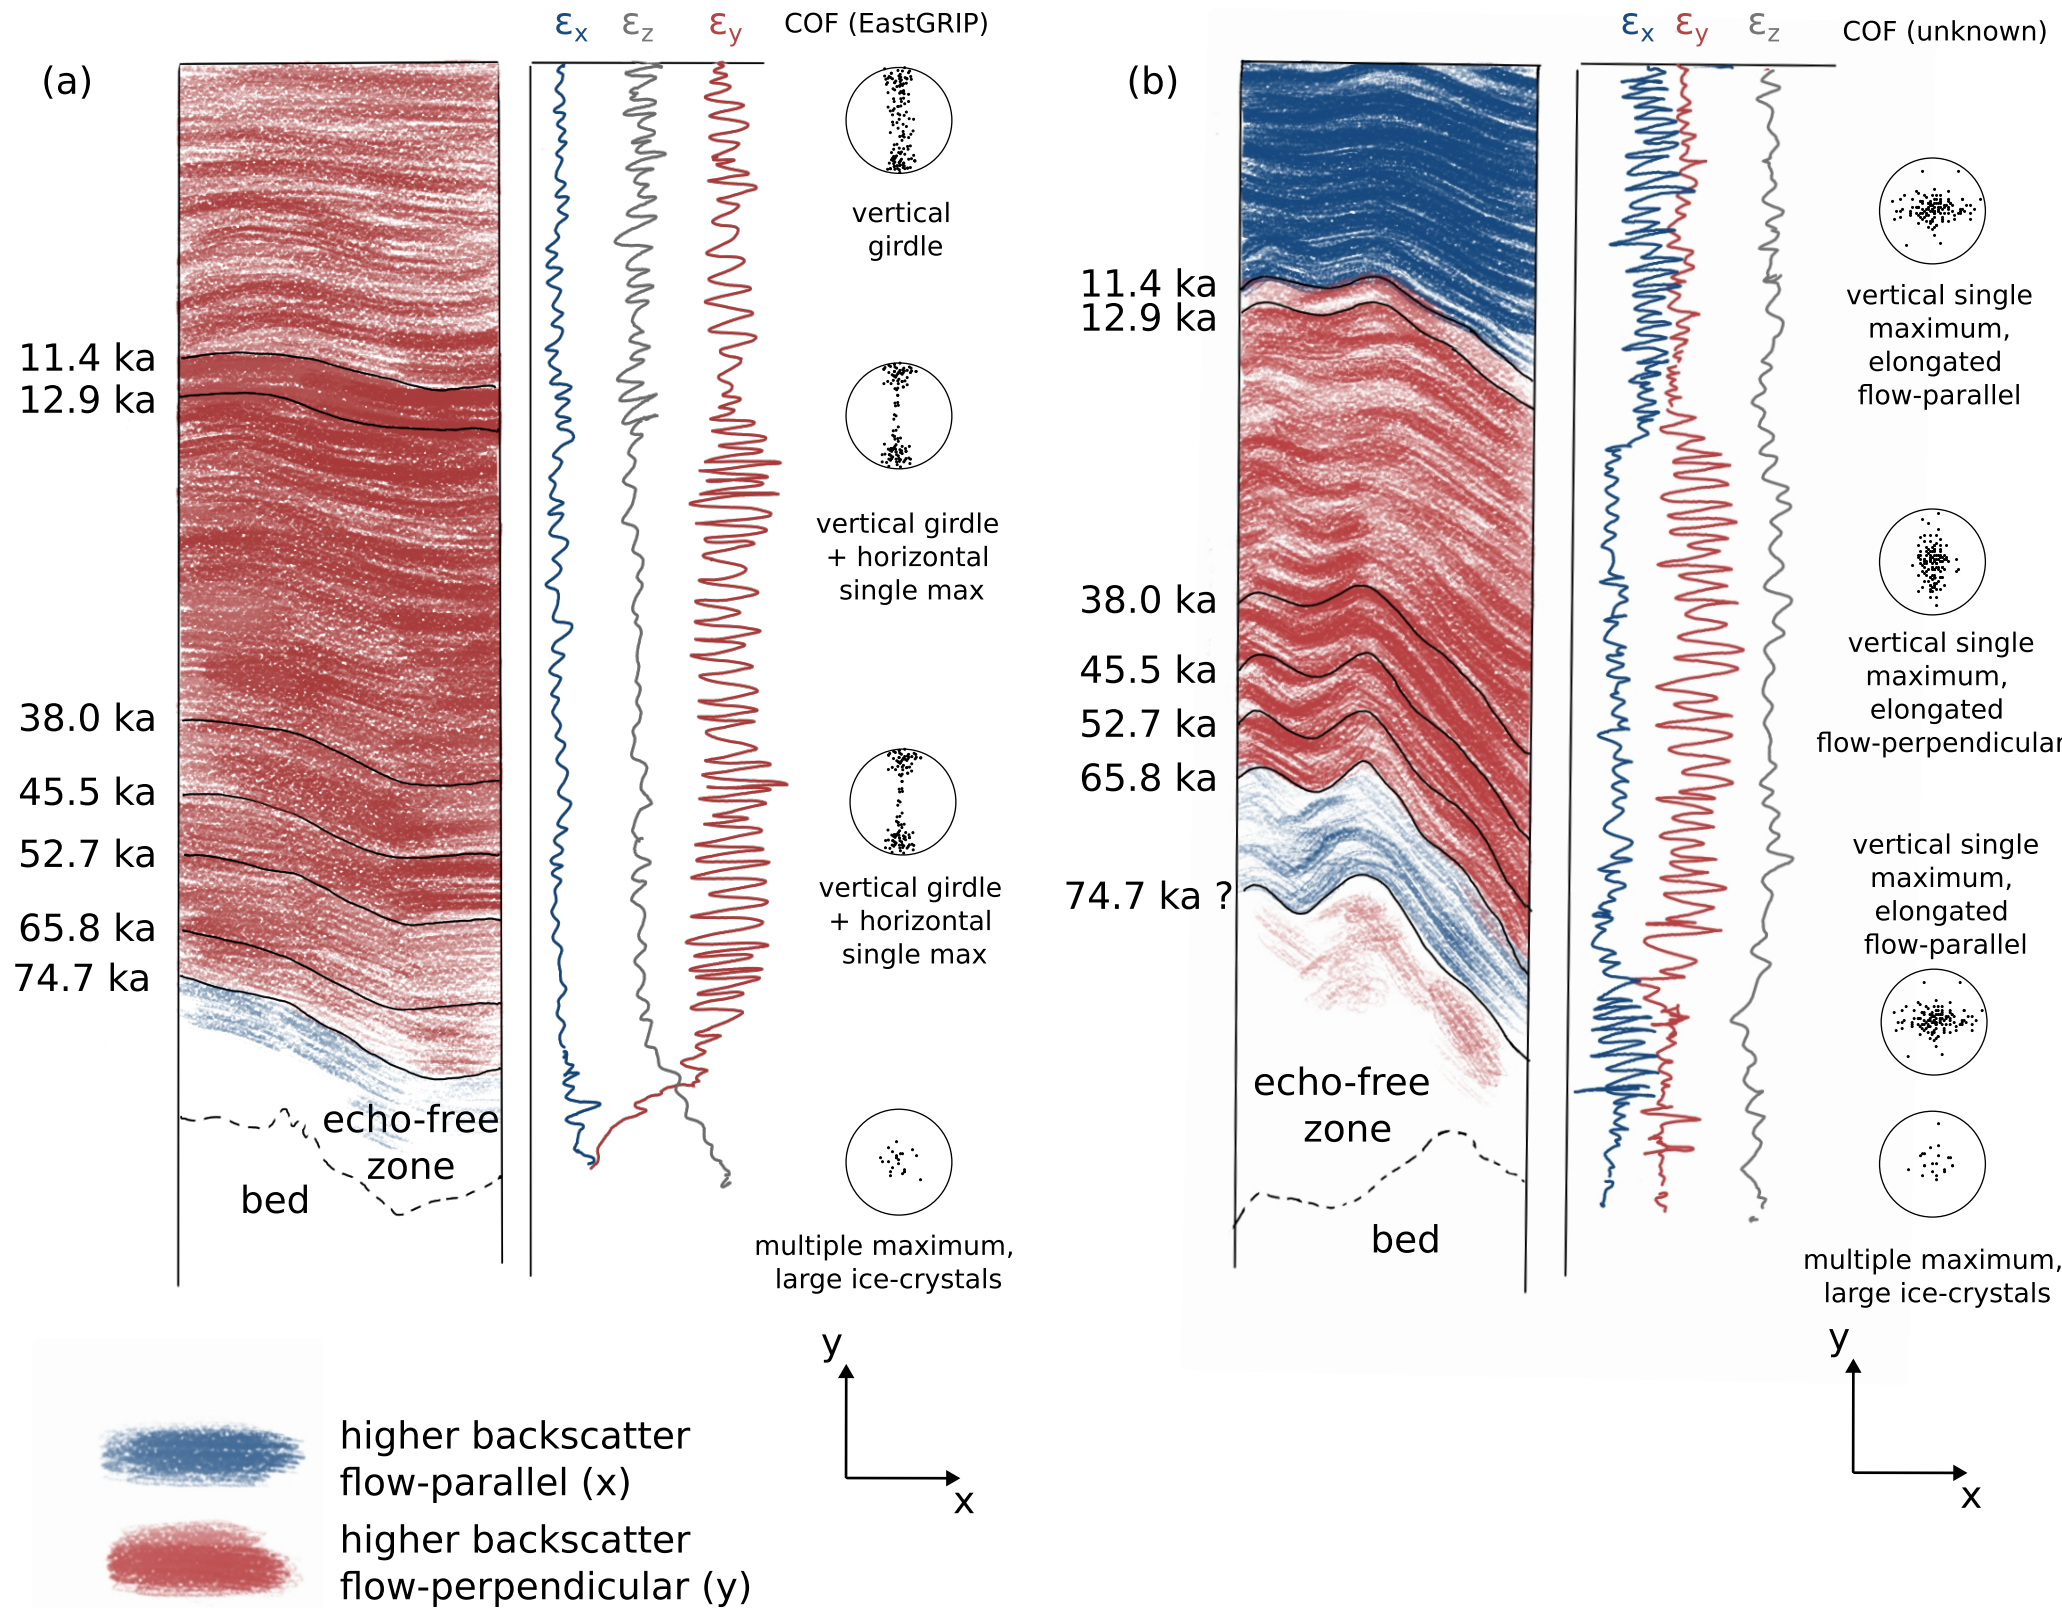 (a)
εx
εz
εy
COF (EastGRIP)
vertical
girdle
11.4 ka
12.9 ka
vertical girdle
+ horizontal
single max
38.0 ka
45.5 ka
52.7 ka
65.8 ka
74.7 ka
vertical girdle
+ horizontal
single max
echo-free
zone
bed
multiple maximum,
large ice-crystals
y
x
higher backscatter
flow-parallel (x)
higher backscatter
flow-perpendicular (y)
(b)
εx
εy
εz
COF (unknown)
11.4 ka
12.9 ka
vertical single
maximum,
elongated
flow-parallel
38.0 ka
45.5 ka
52.7 ka
65.8 ka
74.7 ka ?
vertical single
maximum,
elongated
flow-perpendicular
vertical single
maximum,
elongated
flow-parallel
echo-free
zone
bed
multiple maximum,
large ice-crystals
y
x